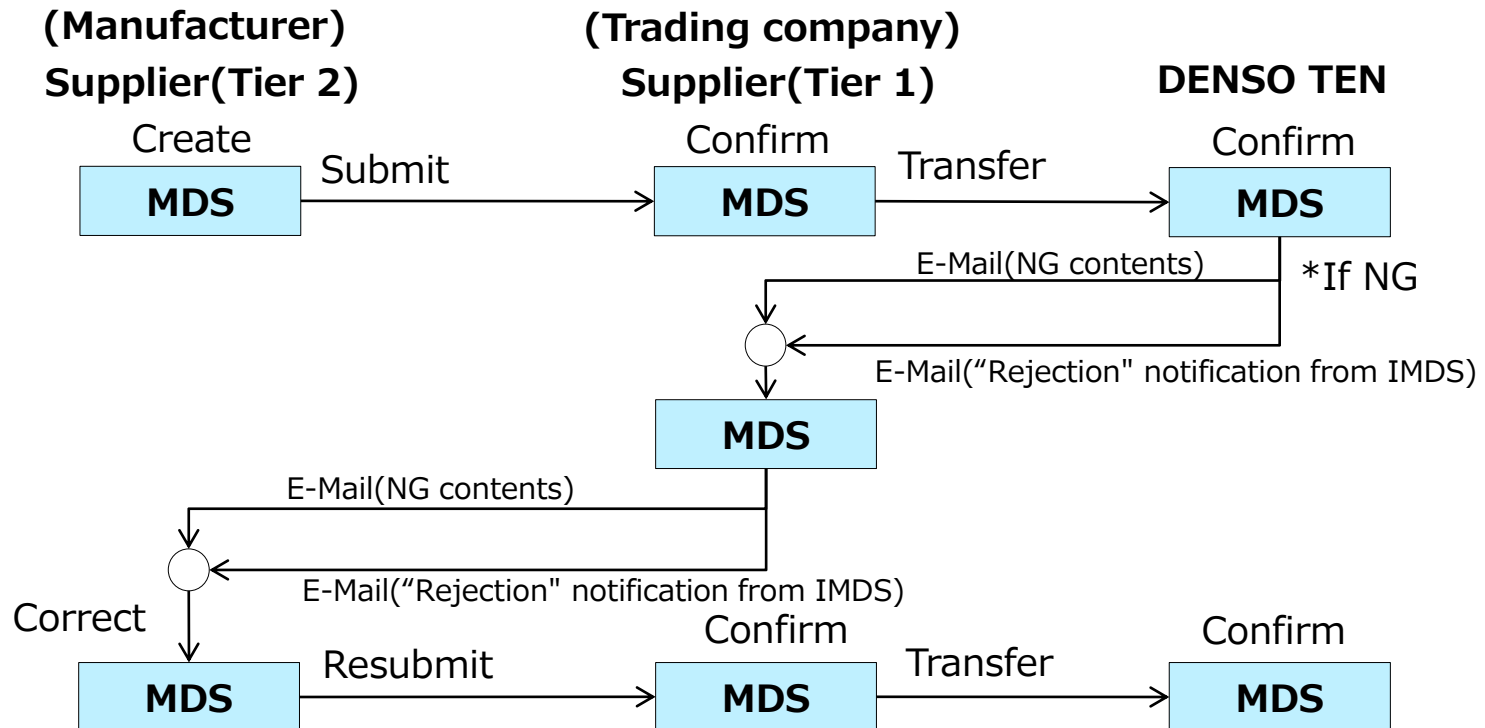 (Manufacturer)
Supplier(Tier 2)
(Trading company)
Supplier(Tier 1)
DENSO TEN
Create
MDS
Submit
Confirm
MDS
Transfer
Confirm
MDS
E-Mail(NG contents)
*If NG
E-Mail(“Rejection" notification from IMDS)
MDS
E-Mail(NG contents)
E-Mail(“Rejection" notification from IMDS)
Correct
MDS
Resubmit
Confirm
MDS
Transfer
Confirm
MDS